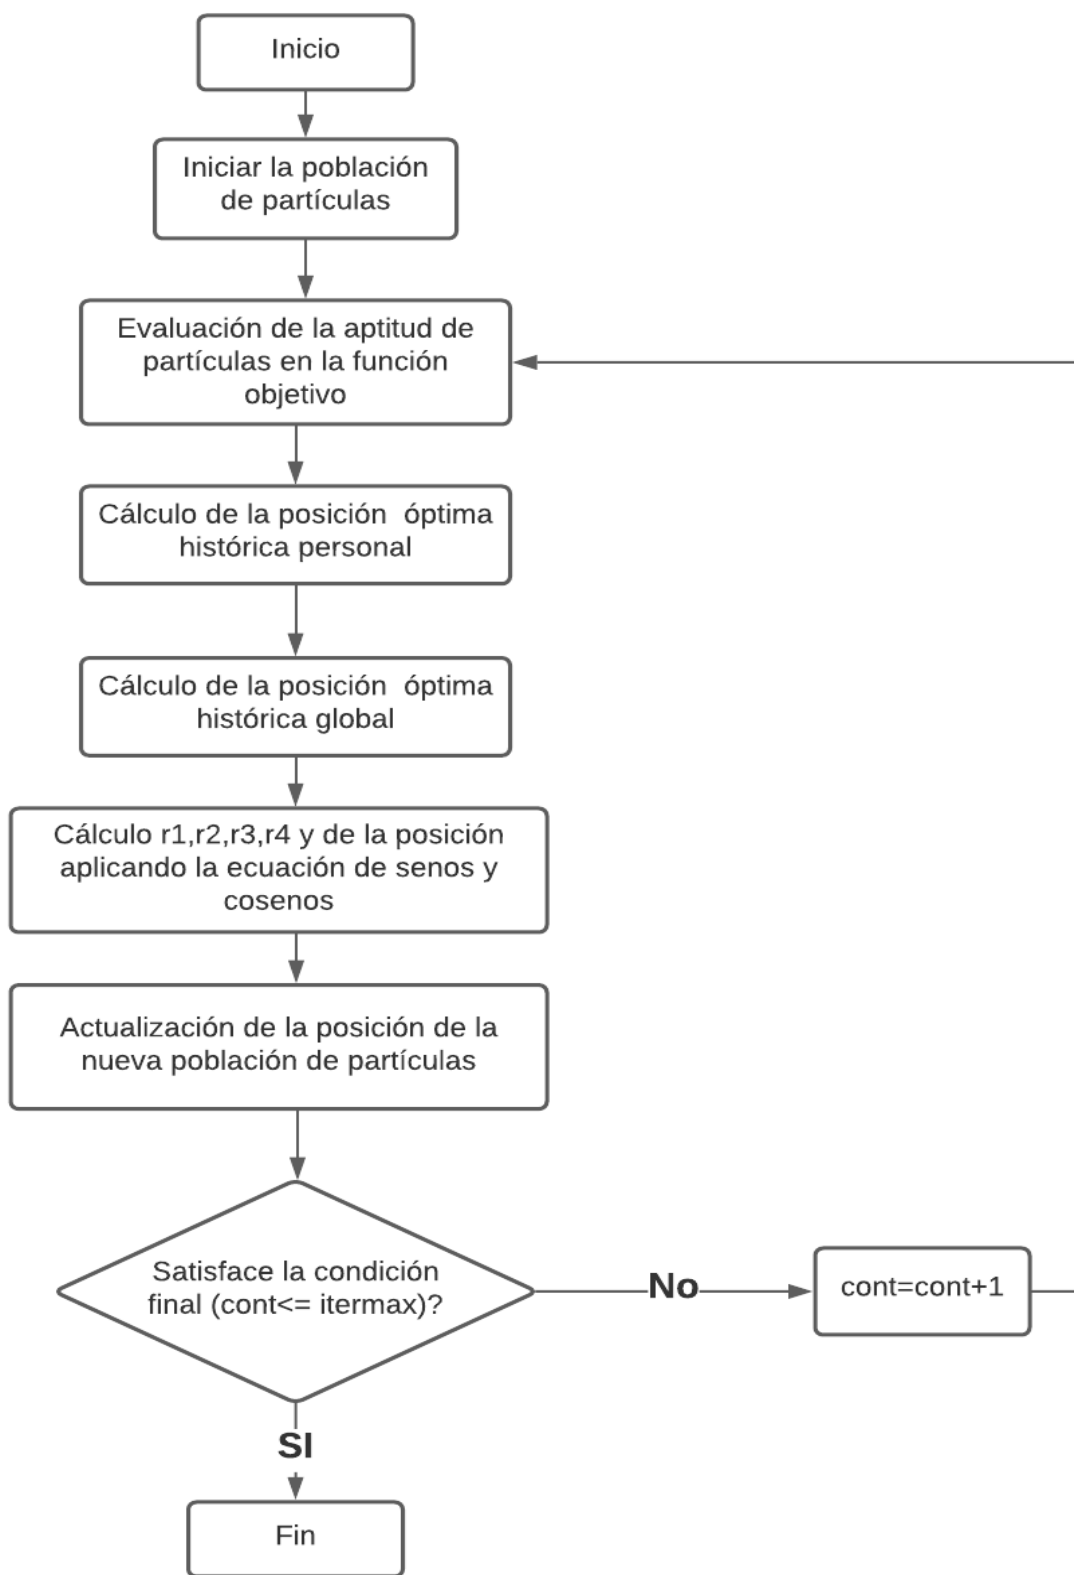 Inicio
Iniciar la población
de partículas
Evaluación de la aptitud de
partículas en la función
objetivo
Cálculo de la posición  óptima
histórica personal
Cálculo de la posición  óptima
histórica global
Cálculo r1,r2,r3,r4 y de la posición
aplicando la ecuación de senos y
cosenos
Actualización de la posición de la
nueva población de partículas
Satisface la condición
final (cont<= itermax)?
No
cont=cont+1
SI
Fin